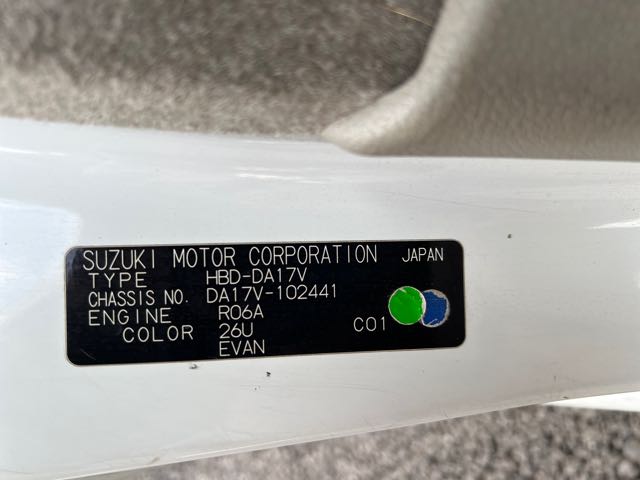 SUZUKI MOTOR CORPORATION JAPAN
TYPE HBD-DA17V
CHASSIS NO. DA17V-102441
ENGINE R06A
COLOR 26U C01
EVAN